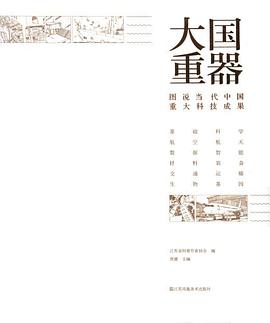 大国
重器
图说当代中国
重大科技成果
基础科学
航空航天
数据智能
材料装备
交通运输
生物基因
江苏省科普作家协会 编
主编
江苏凤凰美术出版社